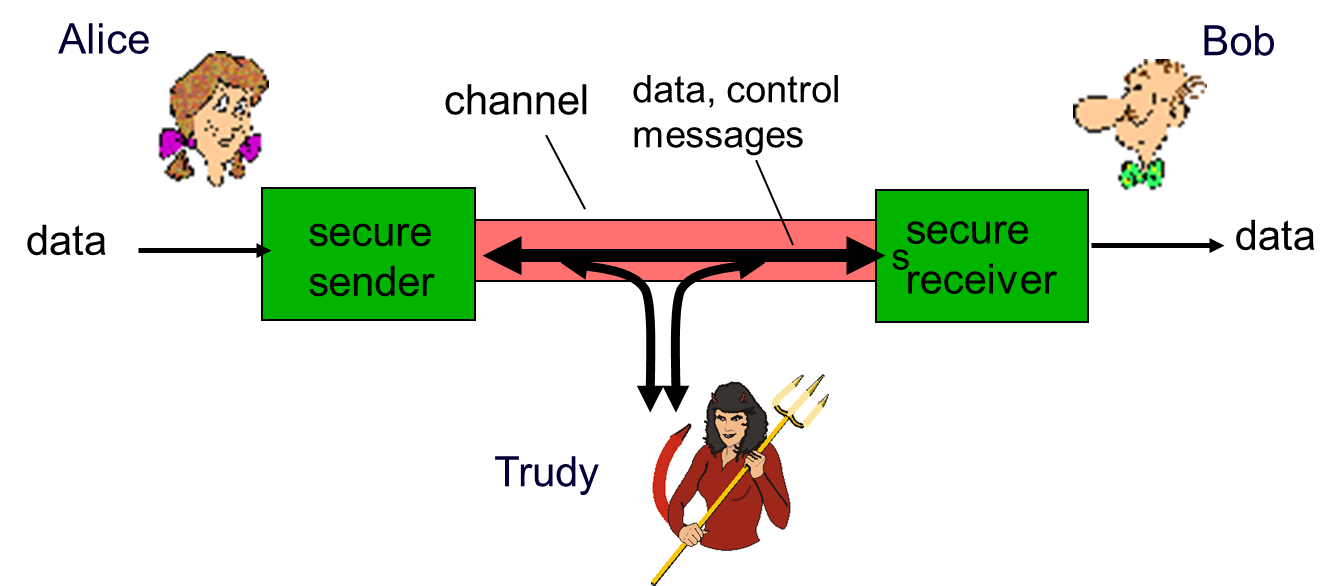 Alice
Bob
channel
data, control
messages
data
secure
sender
secure
s
receiver
data
Trudy